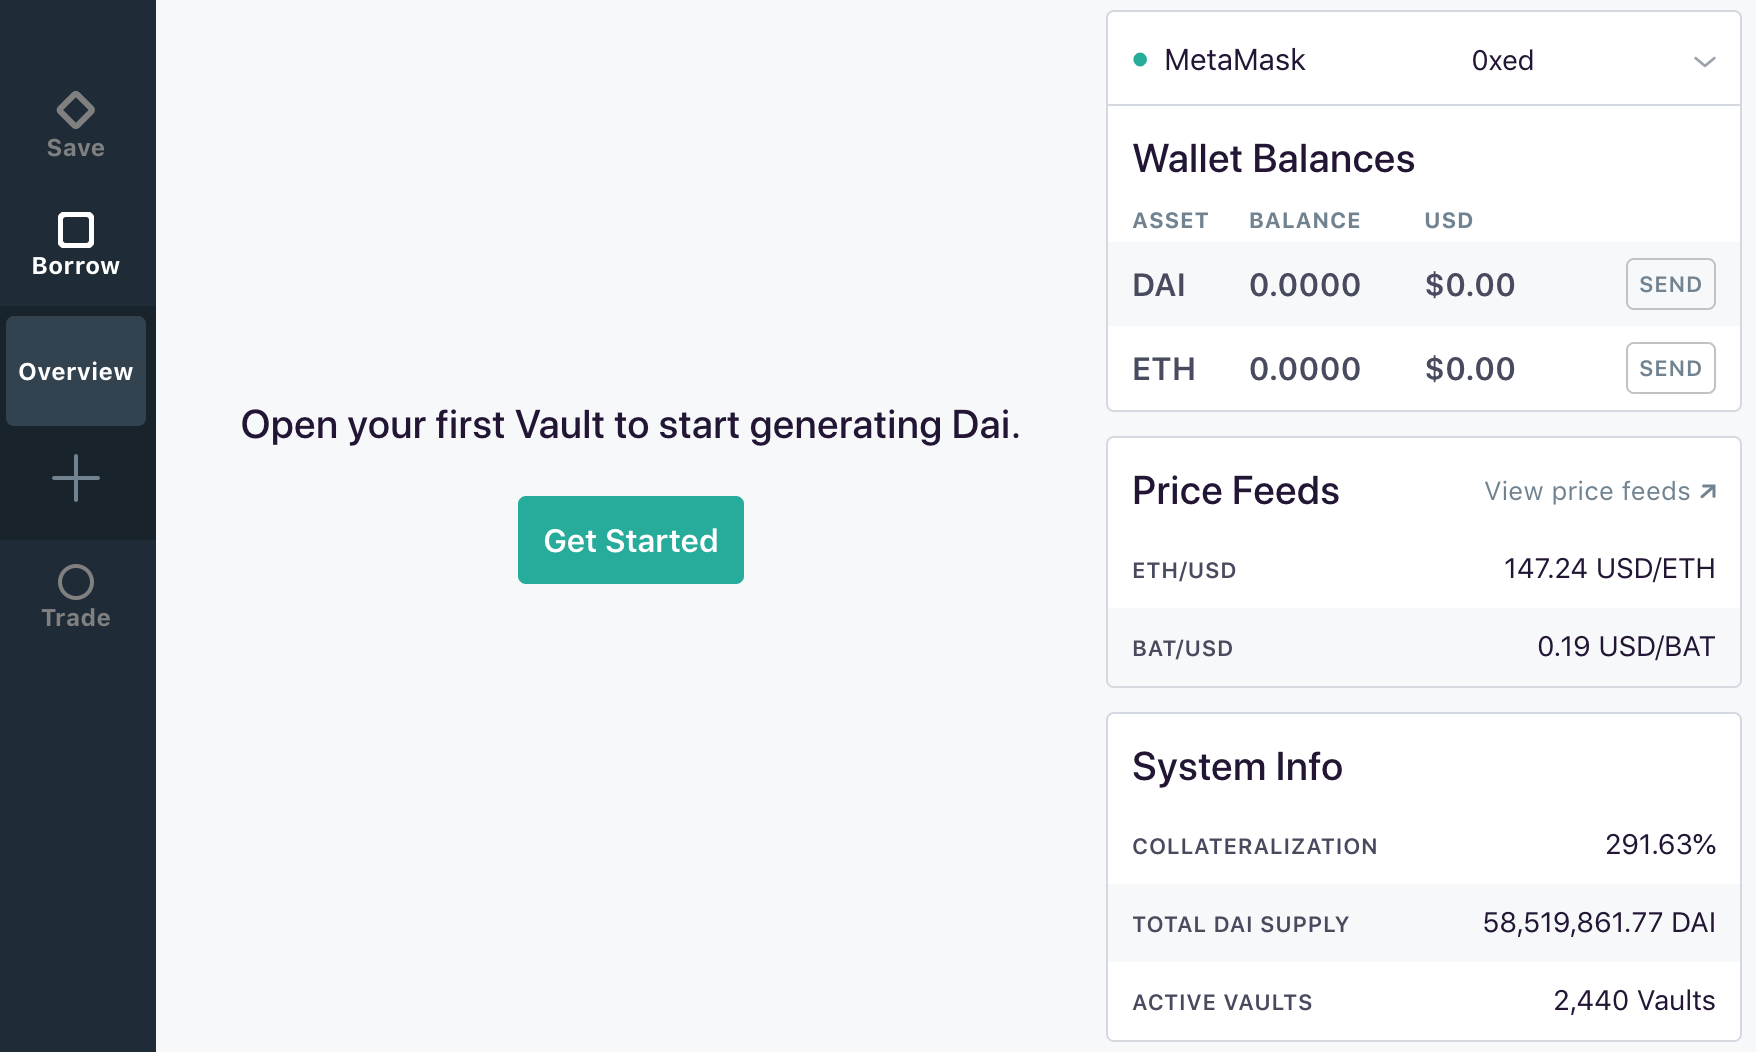 Save
Borrow
Overview
Trade
Open your first Vault to start generating Dai.
Get Started
MetaMask 0xed
Wallet Balances
ASSET BALANCE USD
DAI 0.0000 $0.00 SEND
ETH 0.0000 $0.00 SEND
Price Feeds View price feeds
ETH/USD 147.24 USD/ETH
BAT/USD 0.19 USD/BAT
System Info
COLLATERALIZATION 291.63%
TOTAL DAI SUPPLY 58,519,861.77 DAI
ACTIVE VAULTS 2,440 Vaults